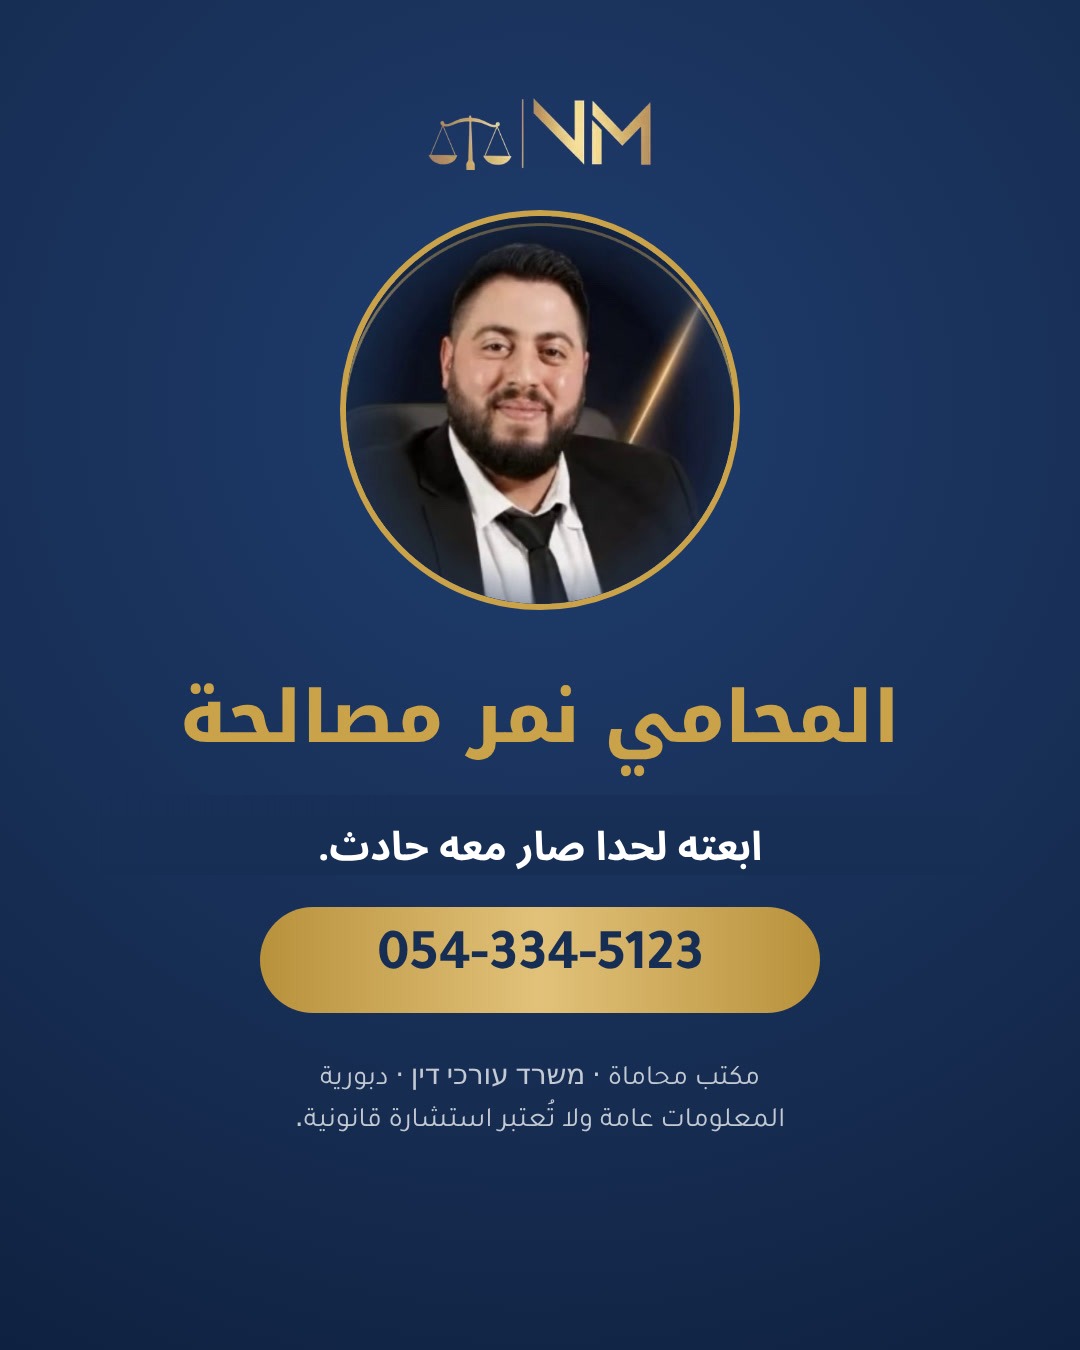 NM
المحامي نمر مصالحة
ابعته لحدا صار معه حادث.
054-334-5123
مكتب محاماة · משרד עורכי דין · دبورية
المعلومات عامة ولا تُعتبر استشارة قانونية.